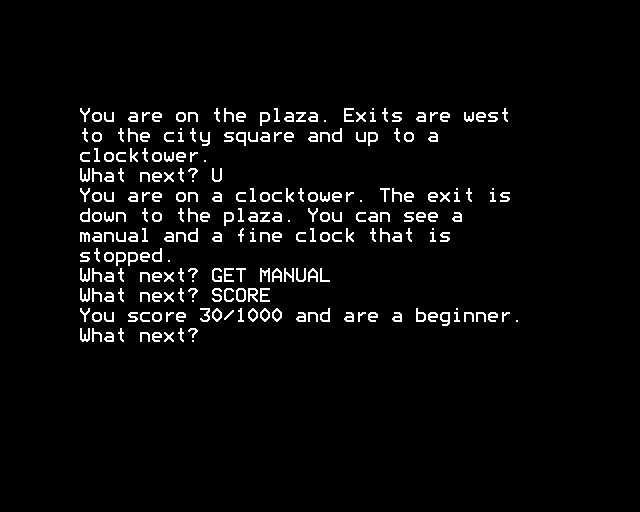 You are on the plaza. Exits are west
to the city square and up to a
clocktower.
What next? U
You are on a clocktower. The exit is
down to the plaza. You can see a
manual and a fine clock that is
stopped.
What next? GET MANUAL
What next? SCORE
You score 30/1000 and are a beginner.
What next?